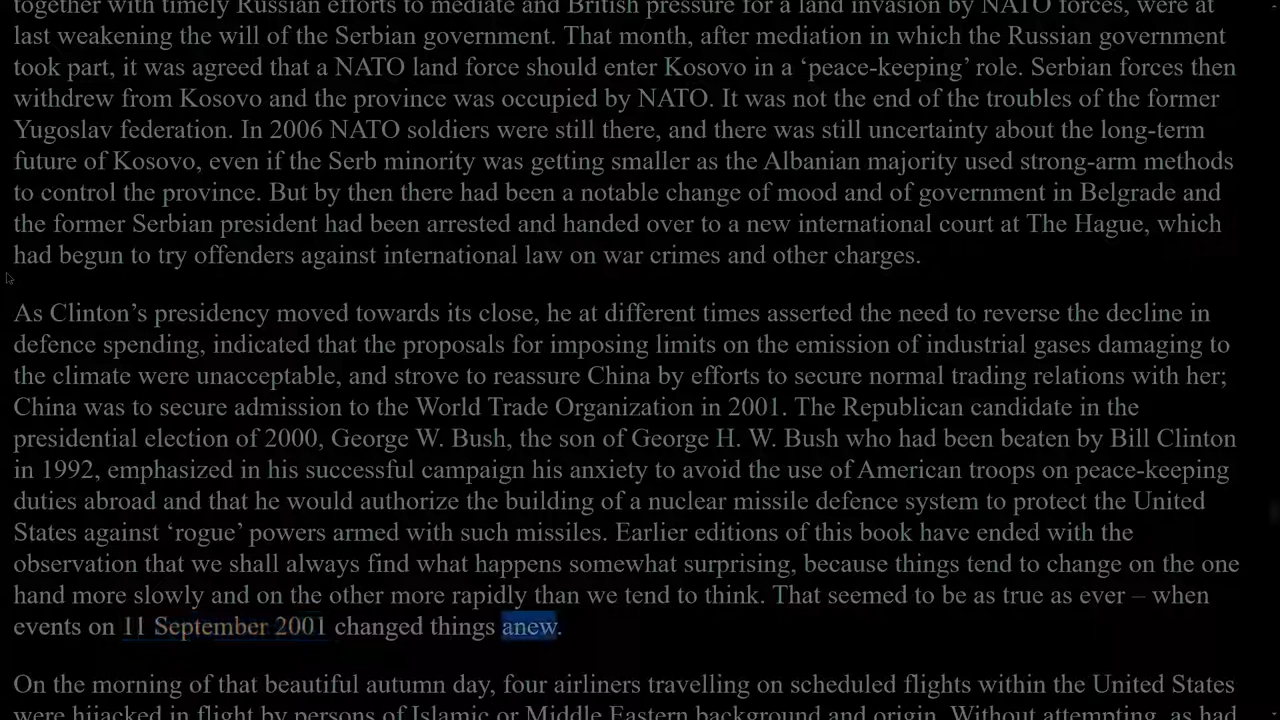 together with timely Russian efforts to mediate and British pressure for a land invasion by NATO forces, were at
last weakening the will of the Serbian government. That month, after mediation in which the Russian government
took part, it was agreed that a NATO land force should enter Kosovo in a ‘peace-keeping’ role. Serbian forces then
withdrew from Kosovo and the province was occupied by NATO. It was not the end of the troubles of the former
Yugoslav federation. In 2006 NATO soldiers were still there, and there was still uncertainty about the long-term
future of Kosovo, even if the Serb minority was getting smaller as the Albanian majority used strong-arm methods
to control the province. But by then there had been a notable change of mood and of government in Belgrade and
the former Serbian president had been arrested and handed over to a new international court at The Hague, which
had begun to try offenders against international law on war crimes and other charges.
As Clinton’s presidency moved towards its close, he at different times asserted the need to reverse the decline in
defence spending, indicated that the proposals for imposing limits on the emission of industrial gases damaging to
the climate were unacceptable, and strove to reassure China by efforts to secure normal trading relations with her;
China was to secure admission to the World Trade Organization in 2001. The Republican candidate in the
presidential election of 2000, George W. Bush, the son of George H. W. Bush who had been beaten by Bill Clinton
in 1992, emphasized in his successful campaign his anxiety to avoid the use of American troops on peace-keeping
duties abroad and that he would authorize the building of a nuclear missile defence system to protect the United
States against ‘rogue’ powers armed with such missiles. Earlier editions of this book have ended with the
observation that we shall always find what happens somewhat surprising, because things tend to change on the one
hand more slowly and on the other more rapidly than we tend to think. That seemed to be as true as ever – when
events on 11 September 2001 changed things anew.
On the morning of that beautiful autumn day, four airliners travelling on scheduled flights within the United States
were hijacked in flight by persons of Islamic or Middle Eastern background and origin. Without attempting, as had